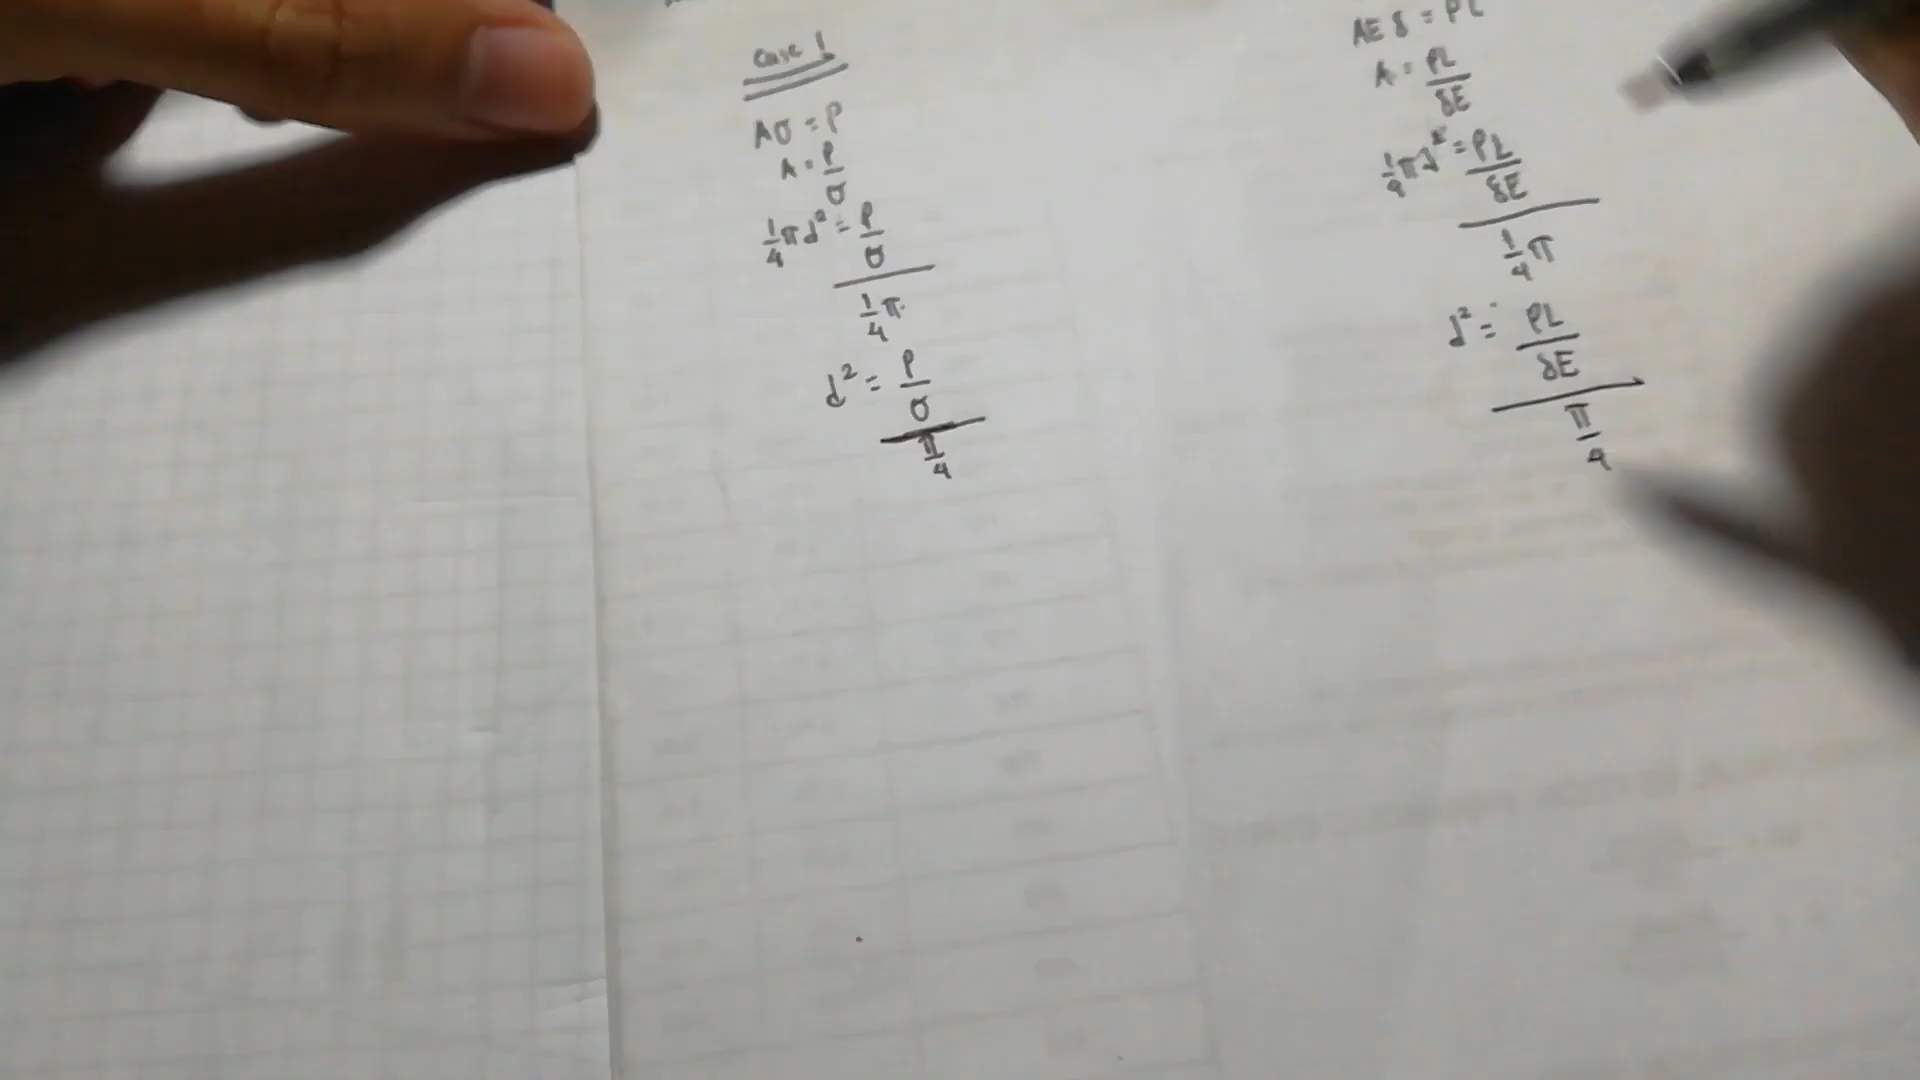 case 1
Aσ = P
A = P/σ
1/4 π d² = P/σ
1/4 π
d² = P/σ
π/4
AE δ = PL
A = PL/δE
1/4 π d² = PL/δE
1/4 π
d² = PL/δE
π/4